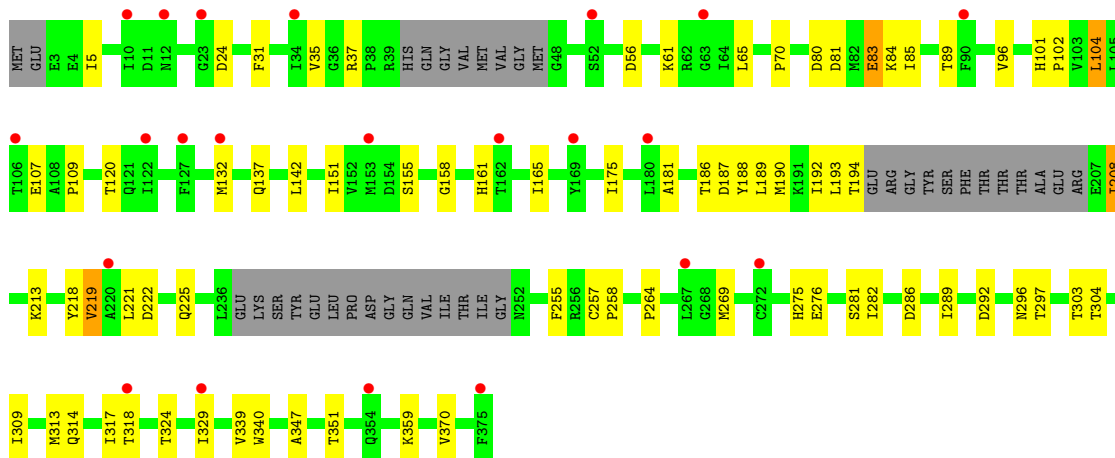 MET GLU E3 E4 I5 I10 D11 N12 G23 D24 F31 I34 V35 G36 R37 P38 R39 HIS GLN GLY VAL MET VAL GLY MET G48 S52 D56 K61 R62 G63 I64 L65 P70 D80 D81 M82 E83 K84 I85 T89 F90 V96 H101 P102 V103 L104 L105
T106 E107 A108 P109 T120 Q121 I122 F127 M132 Q137 L142 I151 V152 M153 D154 S155 G158 H161 T162 I165 Y169 I175 L180 A181 T186 D187 Y188 L189 M190 K191 I192 L193 T194 GLU ARG GLY TYR SER PHE THR THR THR ALA GLU ARG E207 I208
K213 Y218 V219 A220 L221 D222 Q225 L236 GLU LYS SER TYR GLU LEU PRO ASP GLY GLN VAL ILE THR ILE GLY N252 F255 R256 C257 P258 P264 L267 G268 M269 C272 H275 E276 S281 I282 D286 I289 D292 N296 T297 T303 T304
I309 M313 Q314 I317 T318 T324 I329 V339 W340 A347 T351 Q354 K359 V370 F375